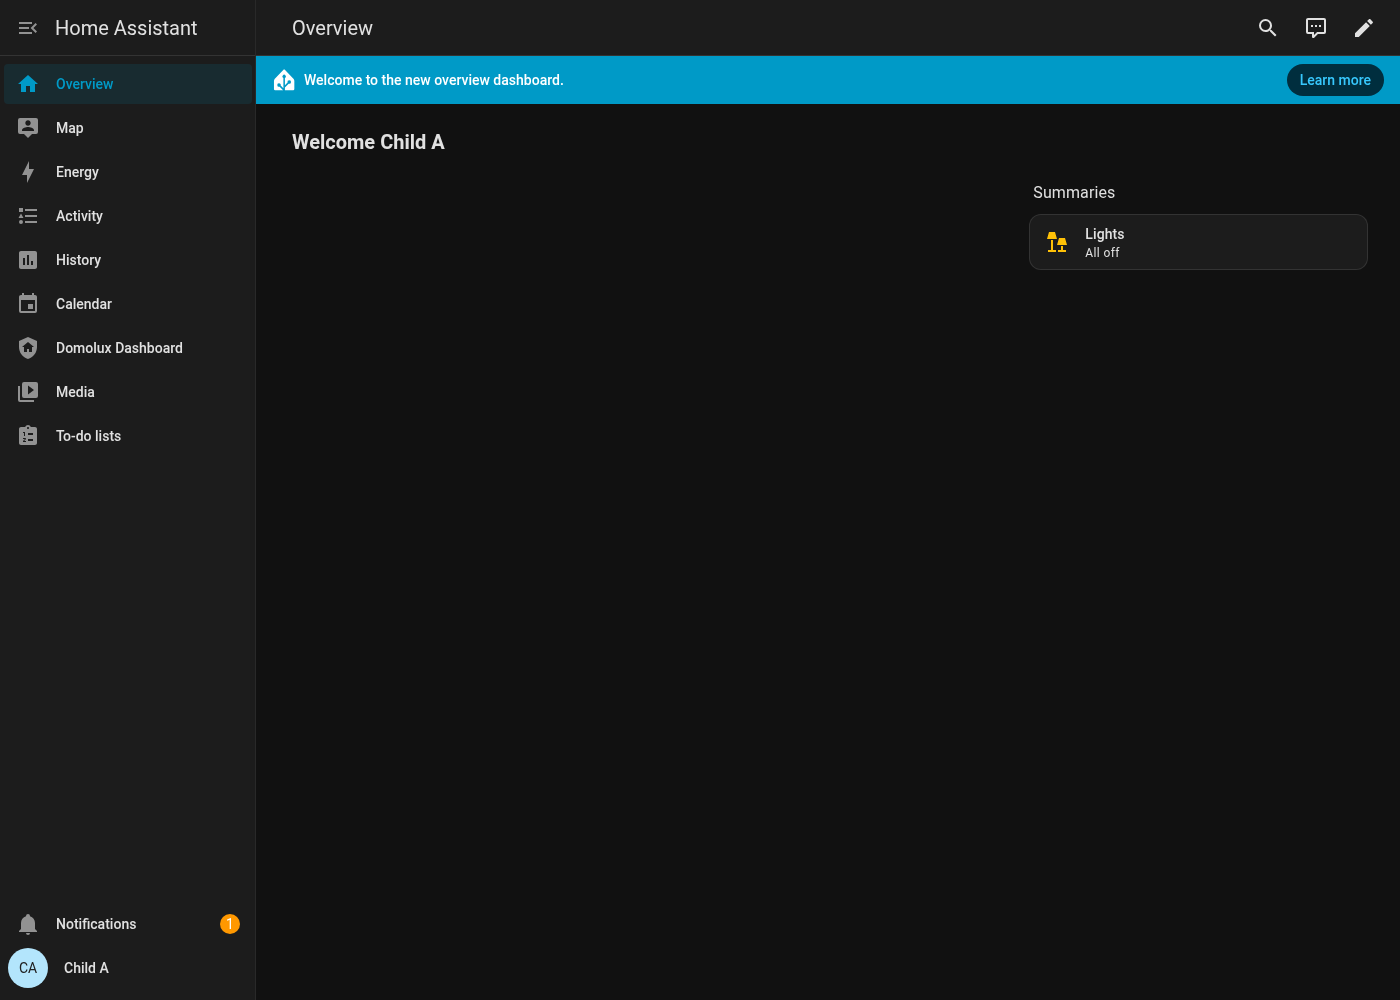 Home Assistant
Overview
Welcome to the new overview dashboard.
Learn more
Overview
Map
Energy
Activity
History
Calendar
Domolux Dashboard
Media
To-do lists
Notifications
1
CA
Child A
Welcome Child A
Summaries
Lights
All off